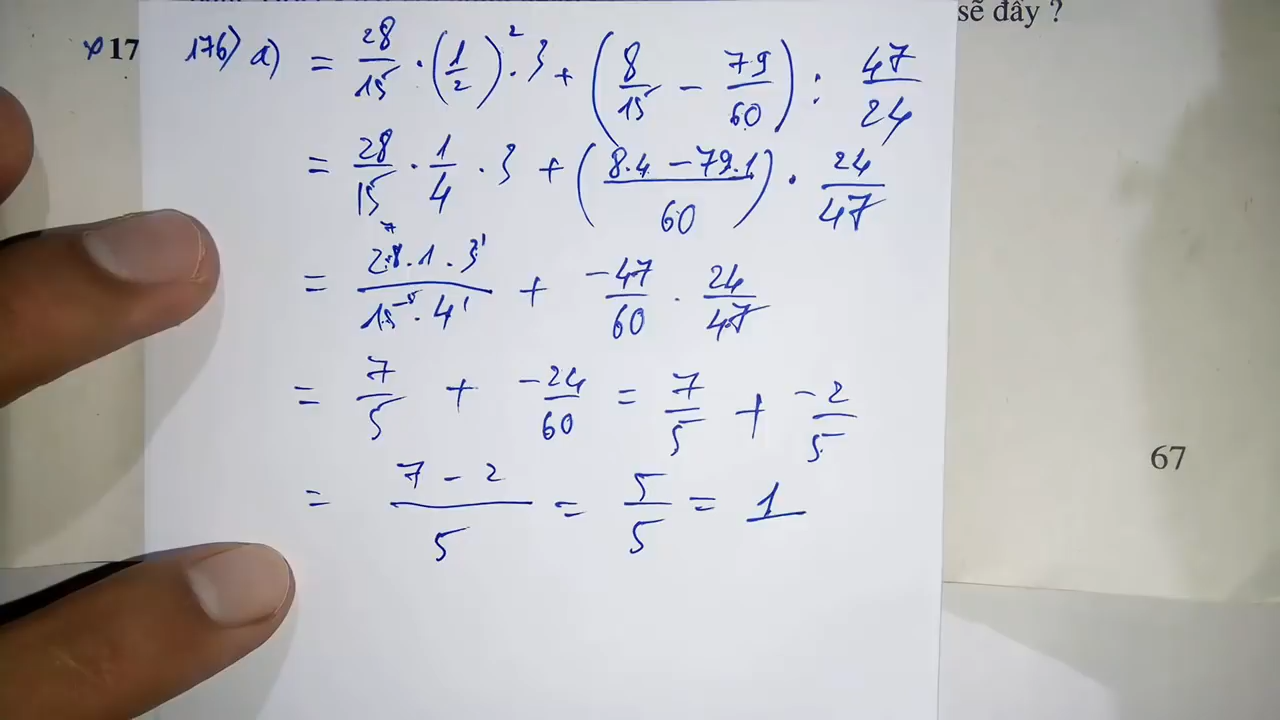 sẽ đẩy ?
17 176) a) = 28/15 · (1/2)² . 3 + (8/15 − 79/60) : 47/24
= 28/15 · 1/4 · 3 + (8.4 − 79.1/60) · 24/47
= 28.1.3/15.4 + −47/60 · 24/47
= 7/5 + −24/60 = 7/5 + −2/5
= 7 − 2/5 = 5/5 = 1
67